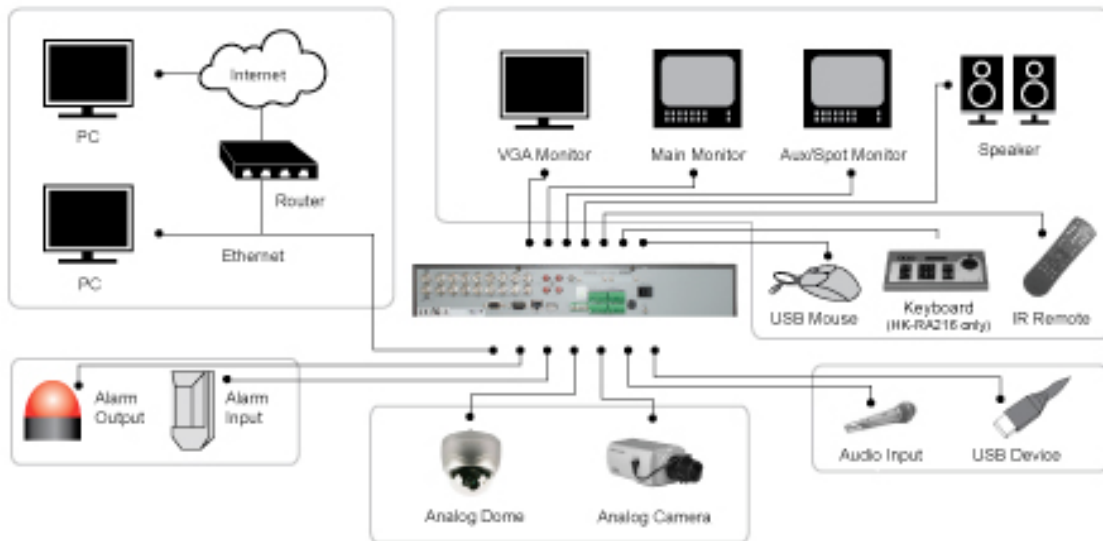 Internet
PC
Router
PC
Ethernet
VGA Monitor
Main Monitor
Aux/Spot Monitor
Speaker
USB Mouse
Keyboard
(HK-RA216 only)
IR Remote
Alarm
Output
Alarm
Input
Analog Dome
Analog Camera
Audio Input
USB Device